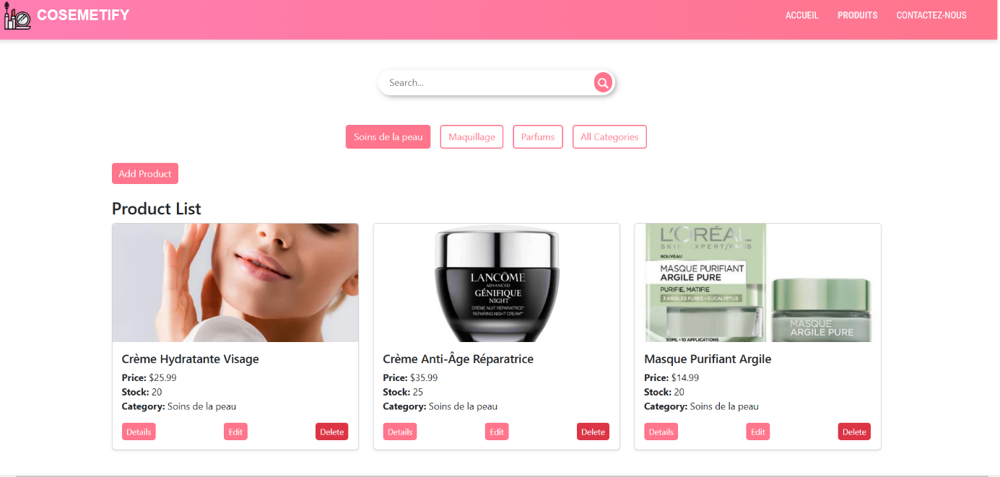 COSEMETIFY
ACCUEIL PRODUITS CONTACTEZ-NOUS
Search...
Soins de la peau Maquillage Parfums All Categories
Add Product
Product List
LANCÔME
ADVANCED
GÉNIFIQUE
NIGHT
CRÈME NUIT RÉPARATRICE*
REPAIRING NIGHT CREAM**
L'ORÉAL
SKIN EXPERT/PARIS
NOUVEAU
MASQUE PURIFIANT
ARGILE PURE
PURIFIE, MATIFIE
3 ARGILES PURES + EUCALYPTUS
50ML - 10 APPLICATIONS
MASQUE
ARGILE PURE
Crème Hydratante Visage
Price: $25.99
Stock: 20
Category: Soins de la peau
Details Edit Delete
Crème Anti-Âge Réparatrice
Price: $35.99
Stock: 25
Category: Soins de la peau
Details Edit Delete
Masque Purifiant Argile
Price: $14.99
Stock: 20
Category: Soins de la peau
Details Edit Delete